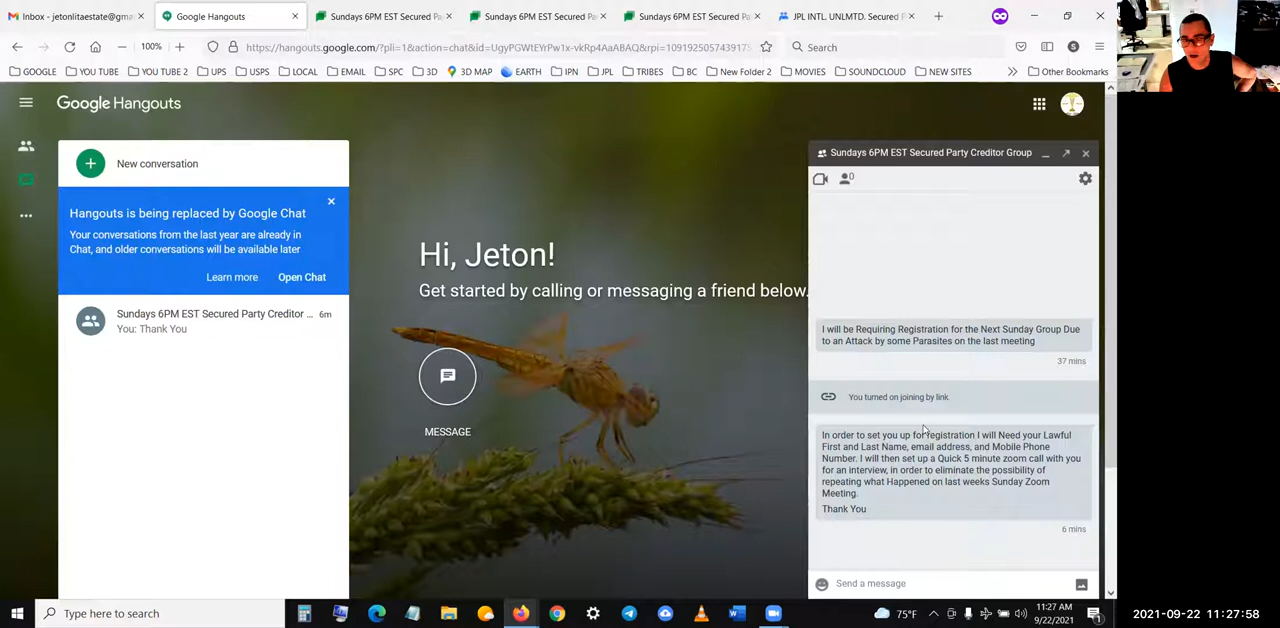 Inbox - jetonlitaestate@gma
Google Hangouts
Sundays 6PM EST Secured Pa
Sundays 6PM EST Secured Pa
Sundays 6PM EST Secured Pa
JPL INTL. UNLMTD. Secured P
100%
https://hangouts.google.com/?pli=1&action=chat&id=UgyPGWtEYrPw1x-vkRp4AaABAQ&rpi=10919250574391​7
Search
GOOGLE
YOU TUBE
YOU TUBE 2
UPS
USPS
LOCAL
EMAIL
SPC
3D
3D MAP
EARTH
IPN
JPL
TRIBES
BC
New Folder 2
MOVIES
SOUNDCLOUD
NEW SITES
Other Bookmarks
Google Hangouts
New conversation
Hangouts is being replaced by Google Chat
Your conversations from the last year are already in
Chat, and older conversations will be available later
Learn more
Open Chat
Sundays 6PM EST Secured Party Creditor ... 6m
You: Thank You
Hi, Jeton!
Get started by calling or messaging a friend below.
MESSAGE
Sundays 6PM EST Secured Party Creditor Group
0
I will be Requiring Registration for the Next Sunday Group Due
to an Attack by some Parasites on the last meeting
37 mins
You turned on joining by link.
In order to set you up for registration I will Need your Lawful
First and Last Name, email address, and Mobile Phone
Number. I will then set up a Quick 5 minute zoom call with you
for an interview, in order to eliminate the possibility of
repeating what Happened on last weeks Sunday Zoom
Meeting.
Thank You
6 mins
Send a message
Type here to search
75°F
11:27 AM
9/22/2021
1
2021-09-22 11:27:58